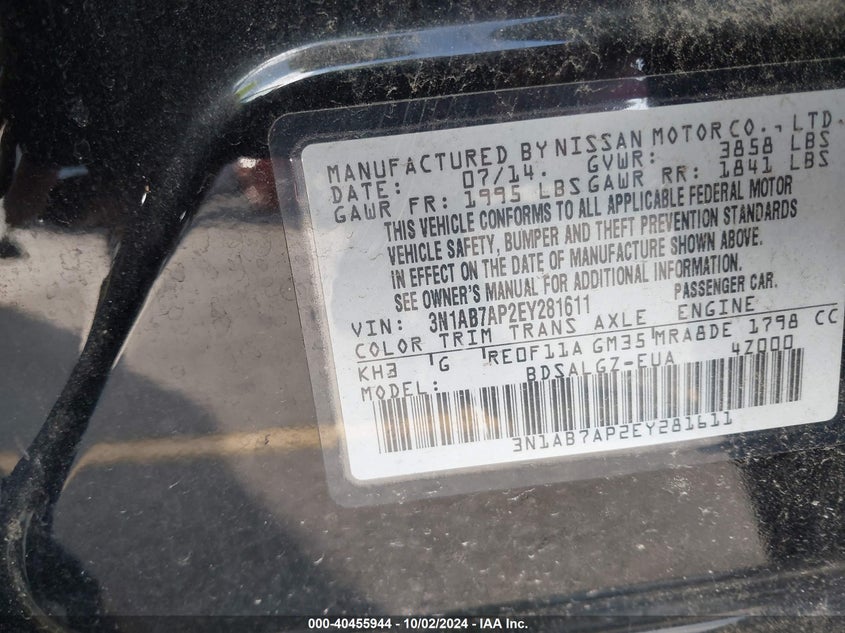 MANUFACTURED BY NISSAN MOTOR CO., LTD.
DATE: 07/14. GVWR: 3858 LBS
GAWR FR: 1995 LBS GAWR RR: 1841 LBS
THIS VEHICLE CONFORMS TO ALL APPLICABLE FEDERAL MOTOR
VEHICLE SAFETY, BUMPER AND THEFT PREVENTION STANDARDS
IN EFFECT ON THE DATE OF MANUFACTURE SHOWN ABOVE.
SEE OWNER'S MANUAL FOR ADDITIONAL INFORMATION.
VIN: 3N1AB7AP2EY281611 PASSENGER CAR.
COLOR TRIM TRANS AXLE ENGINE
KH3 G RE0F11A GM35 MRA8DE 1798 CC
MODEL: BDSALGZ-EUA 4Z000
3N1AB7AP2EY281611
000-40455944 - 10/02/2024 - IAA Inc.